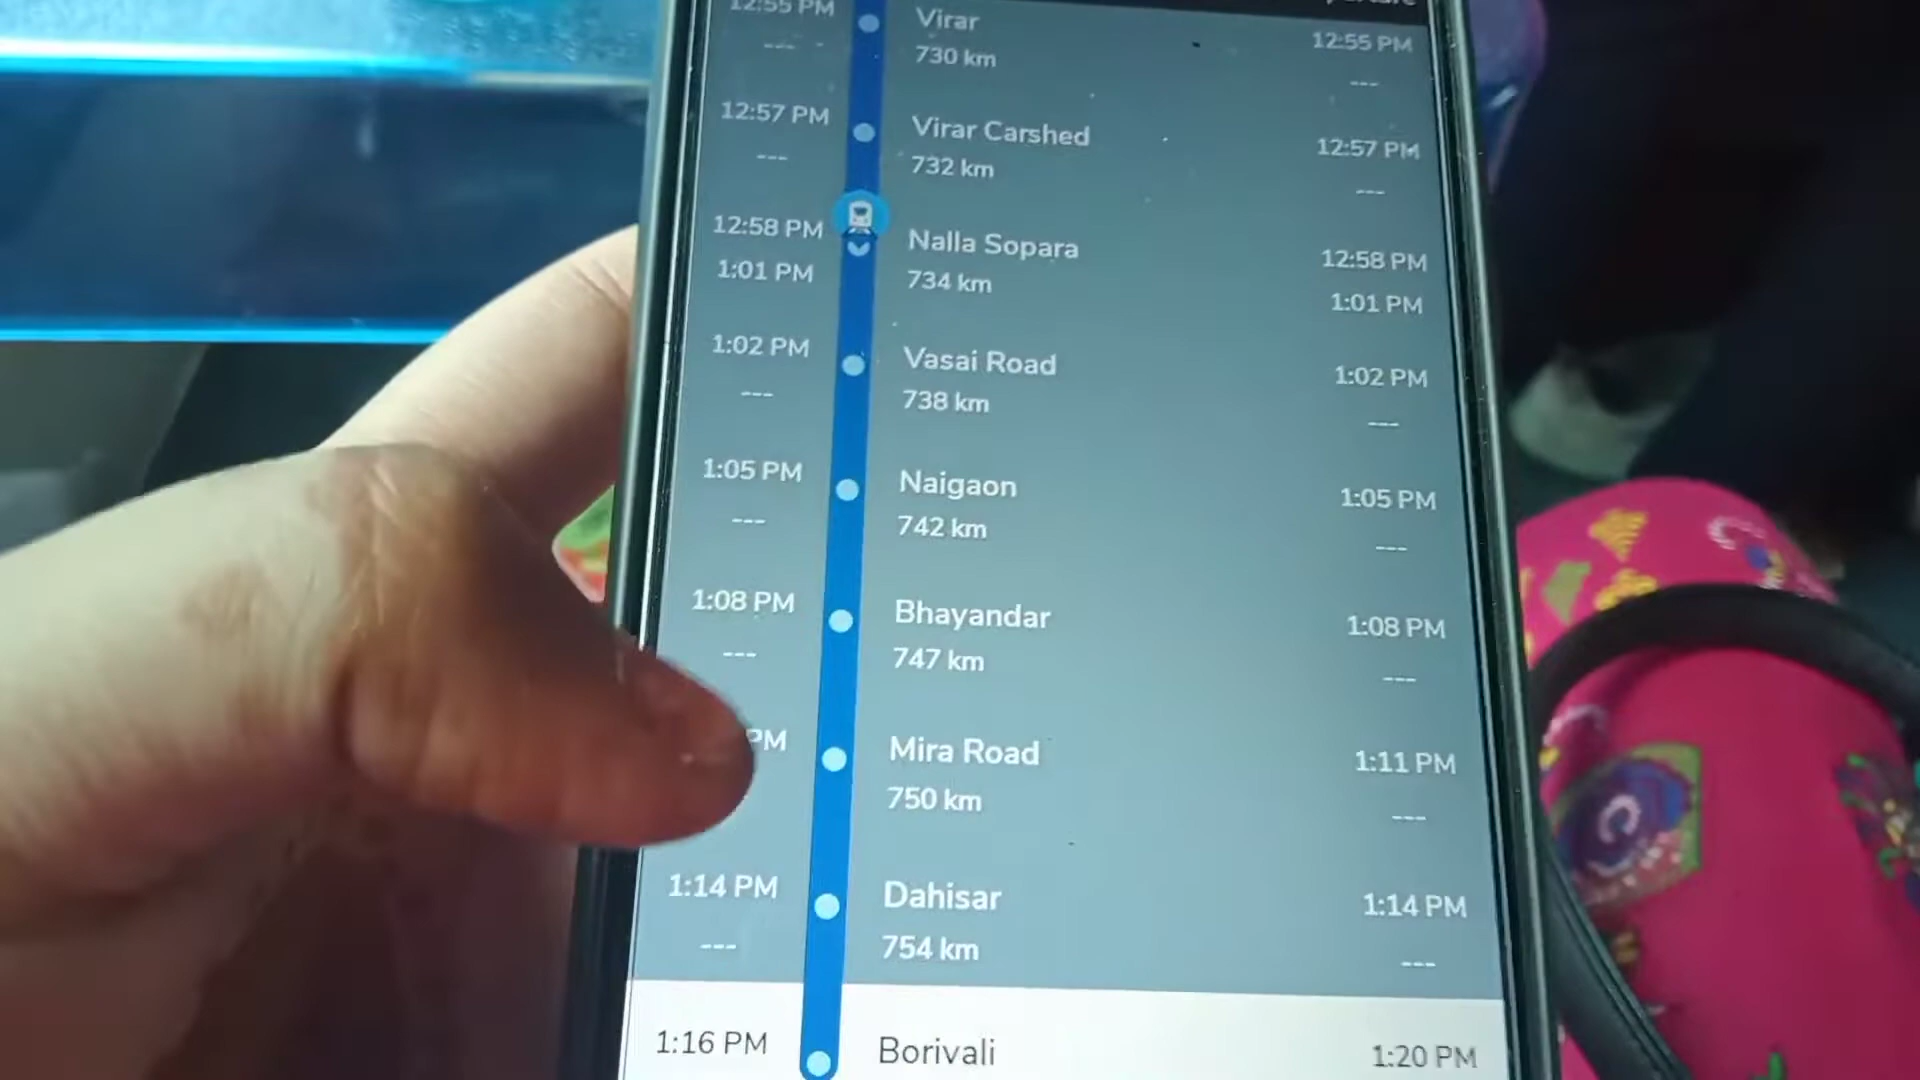 12:55 PM Virar 12:55 PM
--- 730 km ---
12:57 PM Virar Carshed 12:57 PM
--- 732 km ---
12:58 PM Nalla Sopara 12:58 PM
1:01 PM 734 km 1:01 PM
1:02 PM Vasai Road 1:02 PM
--- 738 km ---
1:05 PM Naigaon 1:05 PM
--- 742 km ---
1:08 PM Bhayandar 1:08 PM
--- 747 km ---
PM Mira Road 1:11 PM
750 km ---
1:14 PM Dahisar 1:14 PM
--- 754 km ---
1:16 PM Borivali 1:20 PM